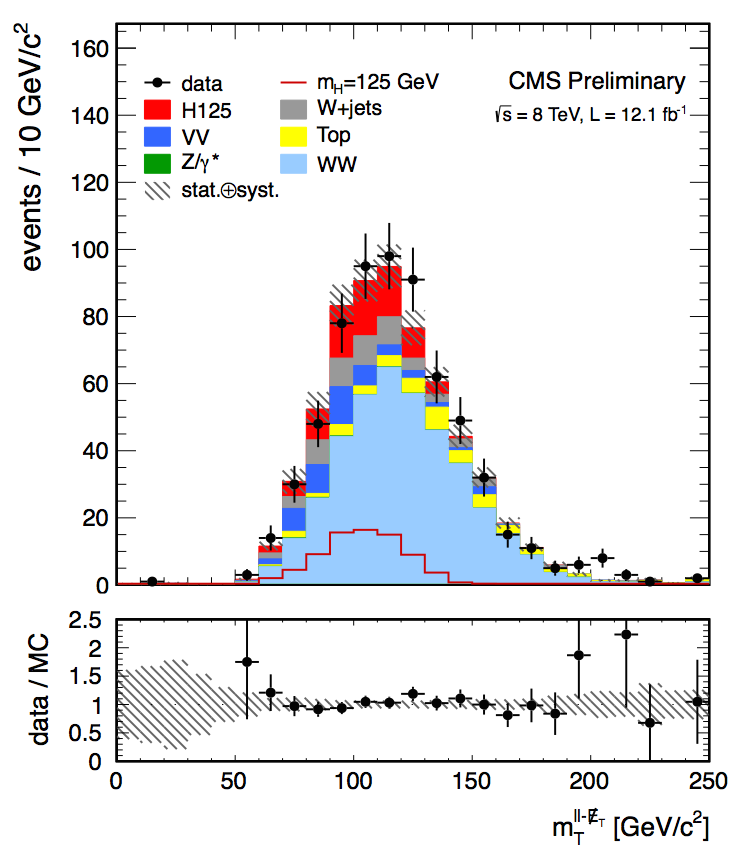 events / 10 GeV/c²
160
140
120
100
80
60
40
20
0
data
H125
VV
Z/γ*
stat.⊕syst.
m_H=125 GeV
W+jets
Top
WW
CMS Preliminary
√s = 8 TeV, L = 12.1 fb⁻¹
data / MC
2.5
2
1.5
1
0.5
0
0 50 100 150 200 250
m_T^{ll-E̸_T} [GeV/c²]